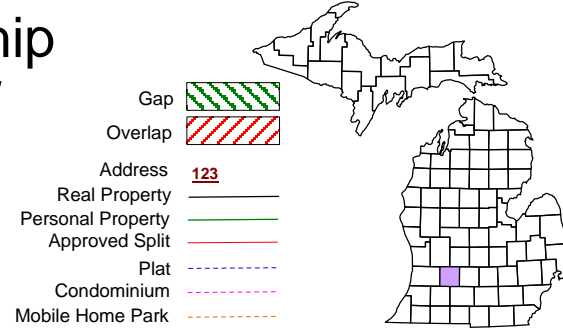 hip
Gap
Overlap
Address 123
Real Property
Personal Property
Approved Split
Plat
Condominium
Mobile Home Park